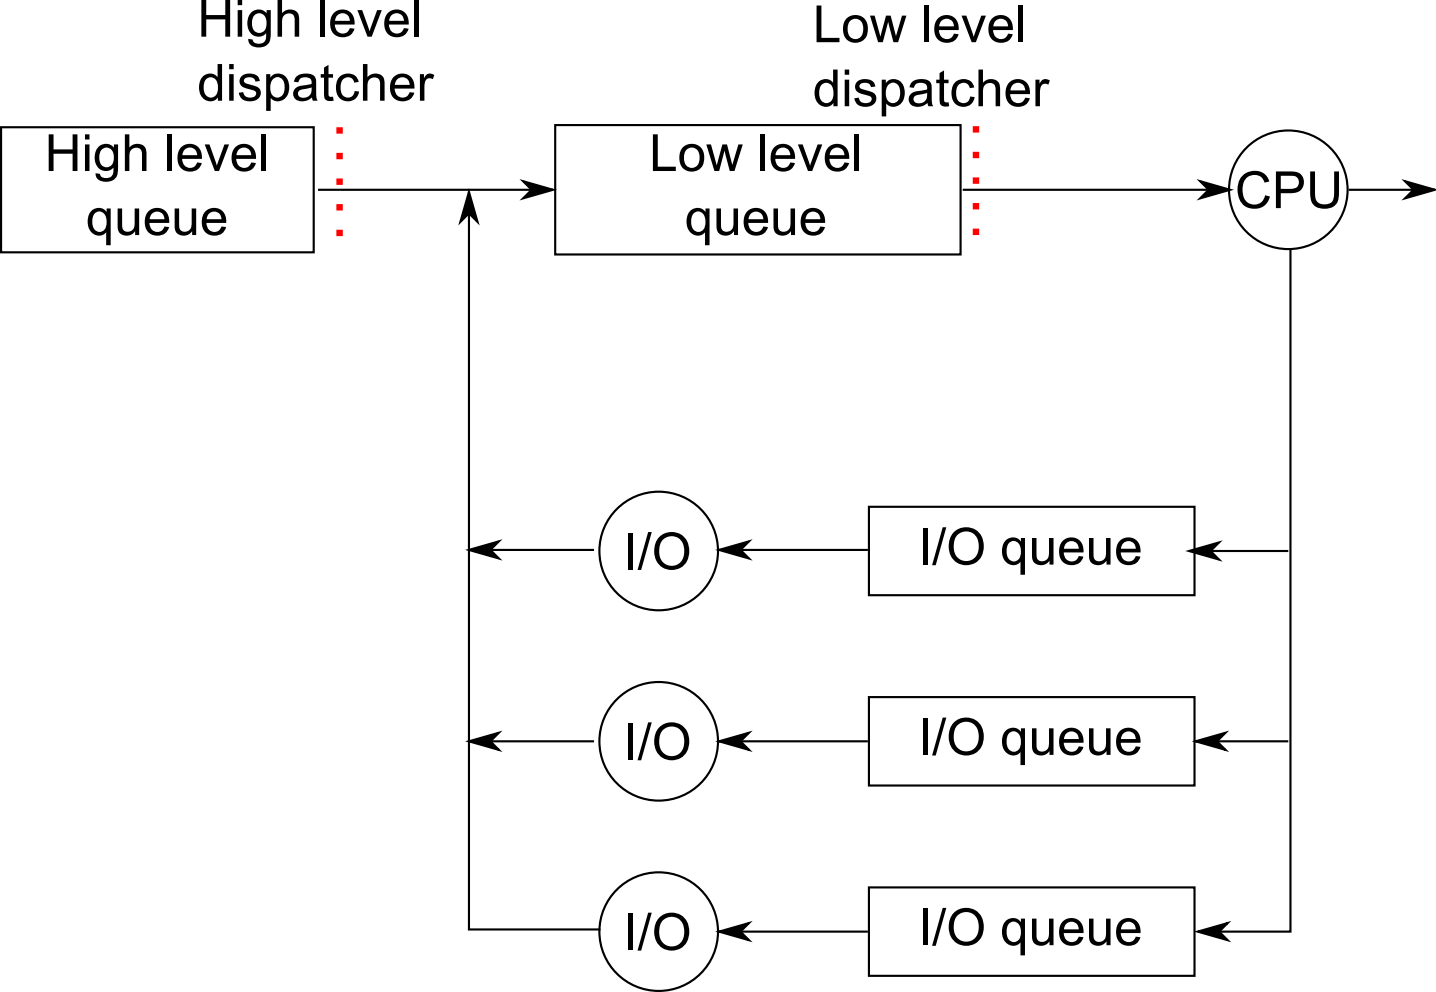 High level
dispatcher
Low level
dispatcher
High level
queue
Low level
queue
CPU
I/O
I/O queue
I/O
I/O queue
I/O
I/O queue